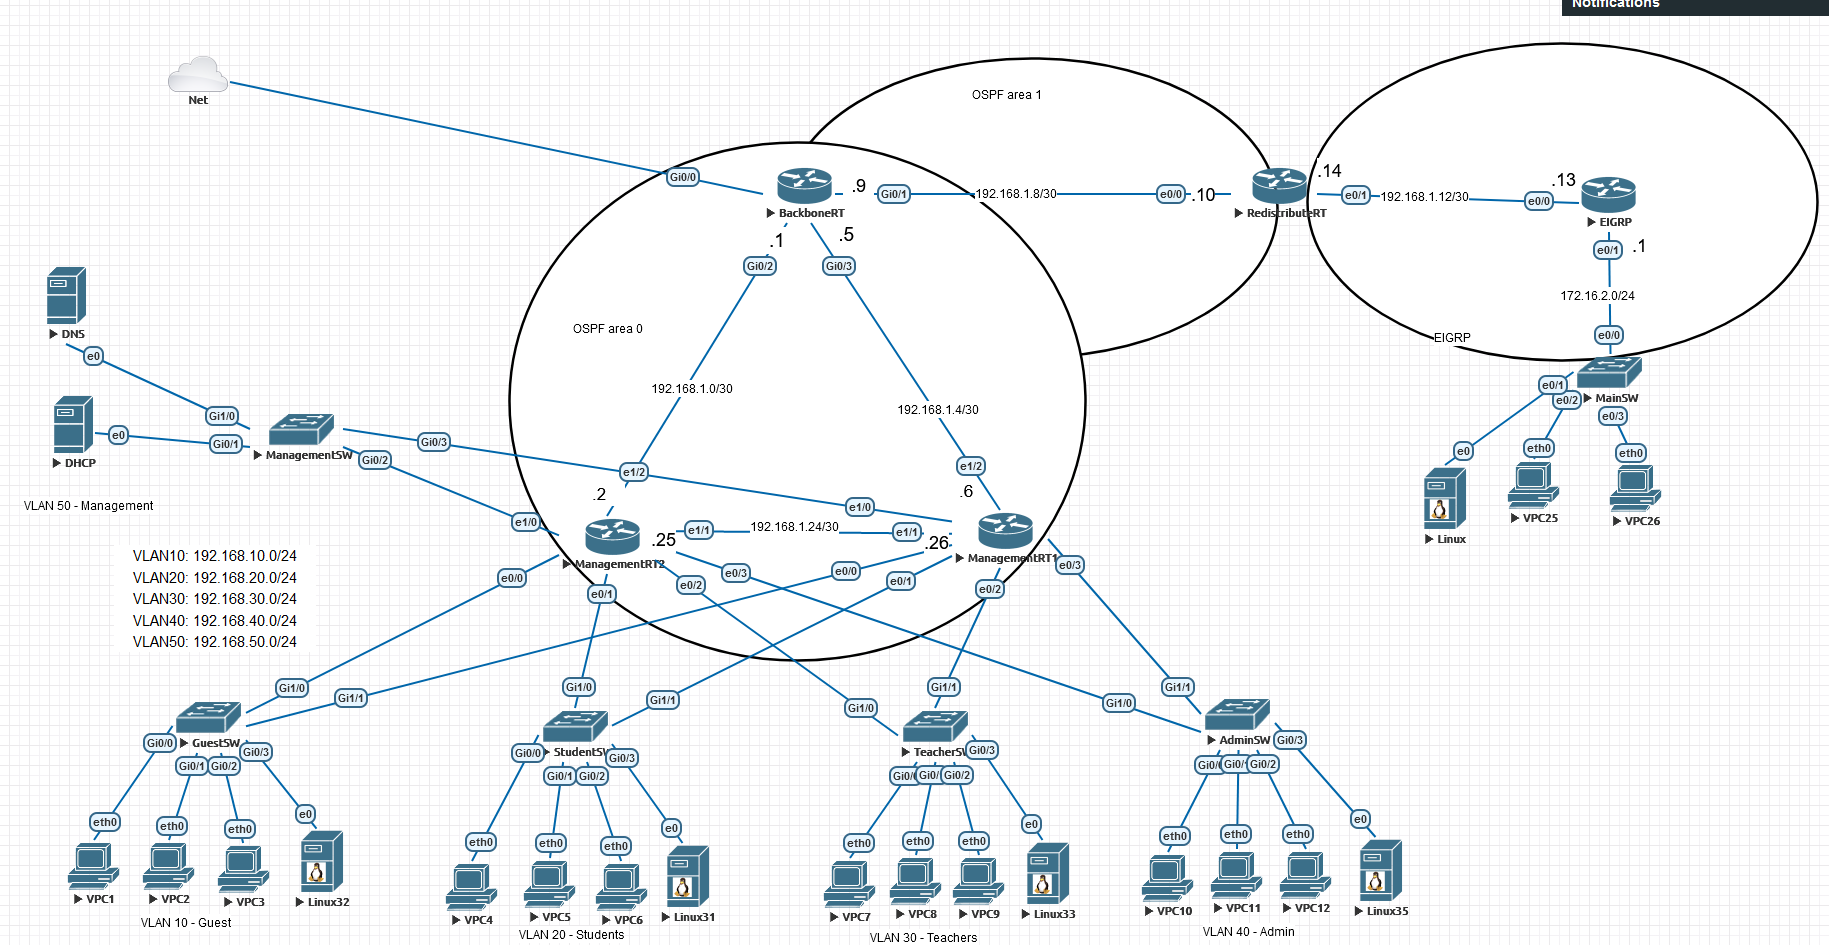 Notifications
Net
OSPF area 1
Gi0/0
BackboneRT
.9
Gi0/1
192.168.1.8/30
e0/0
.10
RedistributeRT
.14
e0/1
192.168.1.12/30
.13
e0/0
EIGRP
e0/1
.1
172.16.2.0/24
e0/0
EIGRP
MainSW
e0/1
e0/2
e0/3
e0
eth0
eth0
Linux
VPC25
VPC26
.1
.5
Gi0/2
Gi0/3
OSPF area 0
192.168.1.0/30
192.168.1.4/30
DNS
e0
DHCP
e0
Gi1/0
Gi0/1
ManagementSW
Gi0/3
Gi0/2
VLAN 50 - Management
e1/2
e1/2
.2
.6
e1/0
e1/0
e1/1
192.168.1.24/30
e1/1
.25
.26
ManagementRT2
ManagementRT1
e0/0
e0/1
e0/2
e0/3
e0/0
e0/1
e0/2
e0/3
VLAN10: 192.168.10.0/24
VLAN20: 192.168.20.0/24
VLAN30: 192.168.30.0/24
VLAN40: 192.168.40.0/24
VLAN50: 192.168.50.0/24
Gi1/0
Gi1/1
GuestSW
Gi0/0
Gi0/1
Gi0/2
Gi0/3
eth0
eth0
eth0
e0
VPC1
VPC2
VPC3
Linux32
VLAN 10 - Guest
Gi1/0
Gi1/1
StudentSW
Gi0/0
Gi0/1
Gi0/2
Gi0/3
eth0
eth0
eth0
e0
VPC4
VPC5
VPC6
Linux31
VLAN 20 - Students
Gi1/0
Gi1/1
TeacherSW
Gi0/0
Gi0/1
Gi0/2
Gi0/3
eth0
eth0
eth0
e0
VPC7
VPC8
VPC9
Linux33
VLAN 30 - Teachers
Gi1/0
Gi1/1
AdminSW
Gi0/0
Gi0/1
Gi0/2
Gi0/3
eth0
eth0
eth0
e0
VPC10
VPC11
VPC12
Linux35
VLAN 40 - Admin